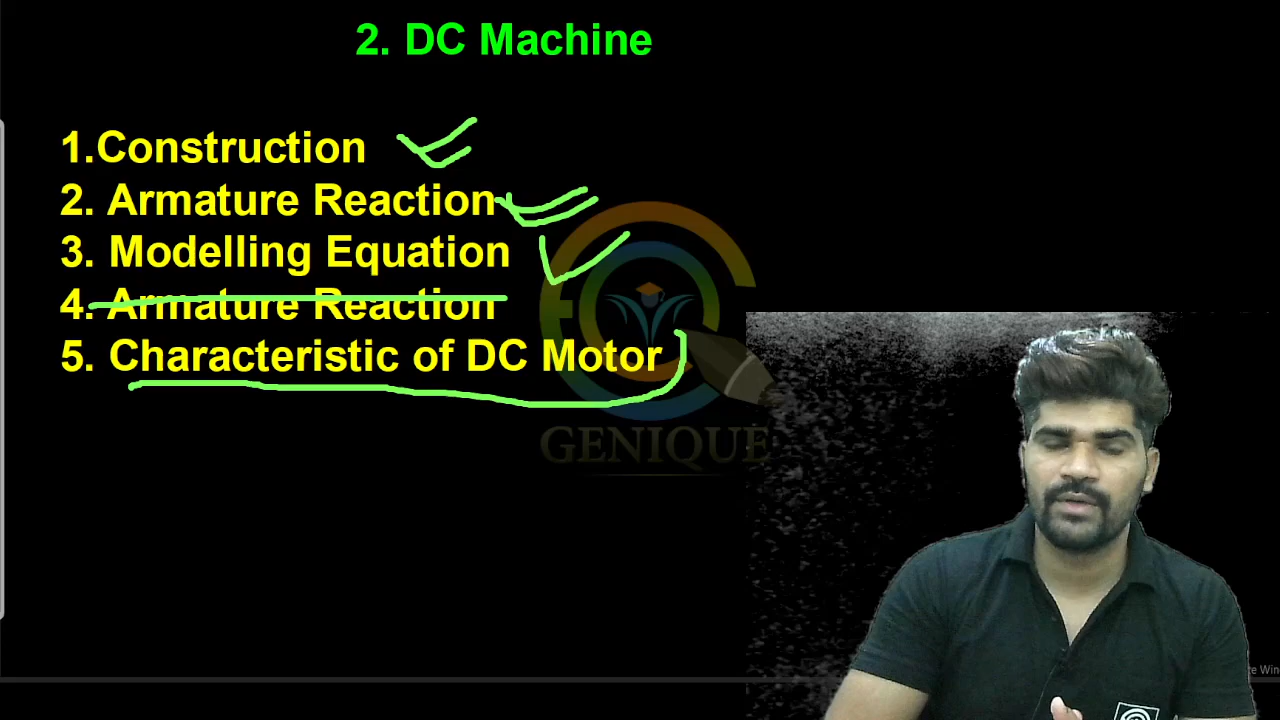 2. DC Machine
1.Construction
2. Armature Reaction
3. Modelling Equation
4. Armature Reaction
5. Characteristic of DC Motor
GENIQUE